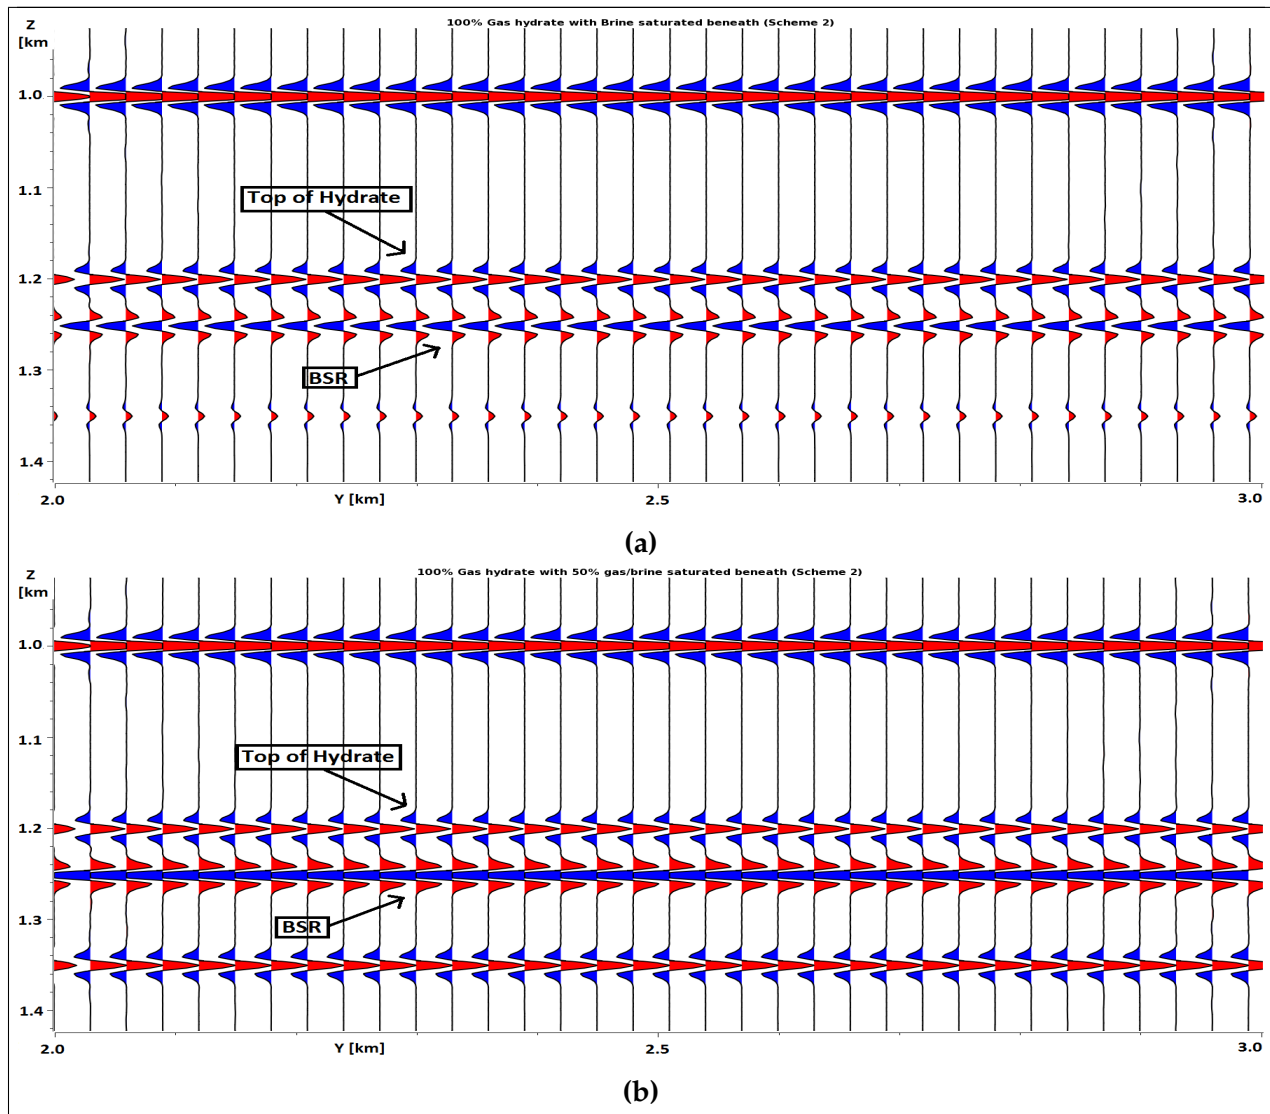 100% Gas hydrate with Brine saturated beneath (Scheme 2)
Z
[km
1.0
1.1
Top of Hydrate
1.2
1.3
BSR
1.4
2.0
Y [km]
2.5
3.0
(a)
100% Gas hydrate with 50% gas/brine saturated beneath (Scheme 2)
Z
[km
1.0
1.1
Top of Hydrate
1.2
1.3
BSR
1.4
2.0
Y [km]
2.5
3.0
(b)